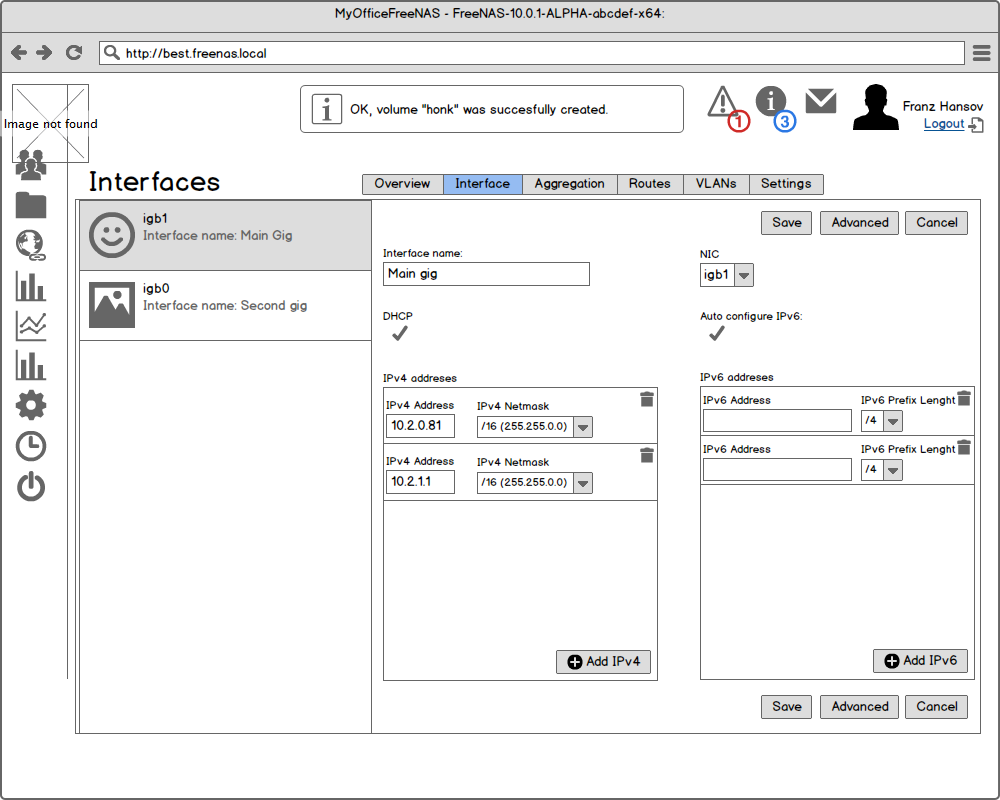 MyOfficeFreeNAS - FreeNAS-10.0.1-ALPHA-abcdef-x64:
http://best.freenas.local
Image not found
OK, volume "honk" was succesfully created.
1
3
Franz Hansov
Logout
Interfaces
Overview Interface Aggregation Routes VLANs Settings
igb1
Interface name: Main Gig
igb0
Interface name: Second gig
Save Advanced Cancel
Interface name:
Main gig
NIC
igb1
DHCP
Auto configure IPv6:
IPv4 addreses
IPv4 Address IPv4 Netmask
10.2.0.81 /16 (255.255.0.0)
IPv4 Address IPv4 Netmask
10.2.1.1 /16 (255.255.0.0)
Add IPv4
IPv6 addreses
IPv6 Address IPv6 Prefix Lenght
/4
IPv6 Address IPv6 Prefix Lenght
/4
Add IPv6
Save Advanced Cancel